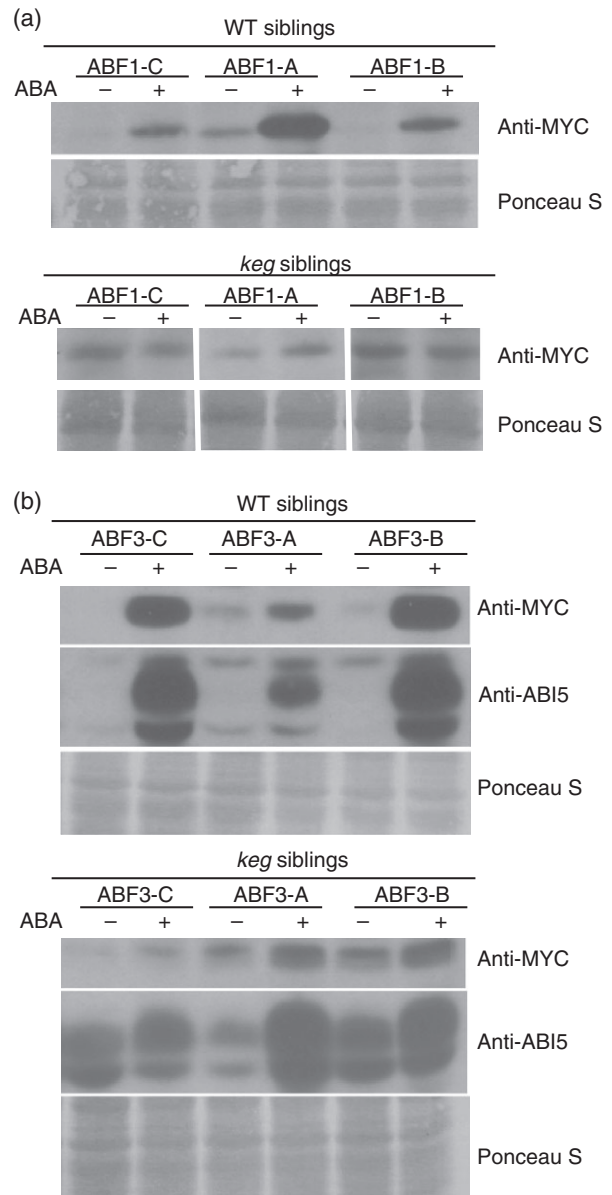 (a)
WT siblings
ABF1-C ABF1-A ABF1-B
ABA – + – + – +
Anti-MYC
Ponceau S
keg siblings
ABF1-C ABF1-A ABF1-B
ABA – + – + – +
Anti-MYC
Ponceau S
(b)
WT siblings
ABF3-C ABF3-A ABF3-B
ABA – + – + – +
Anti-MYC
Anti-ABI5
Ponceau S
keg siblings
ABF3-C ABF3-A ABF3-B
ABA – + – + – +
Anti-MYC
Anti-ABI5
Ponceau S